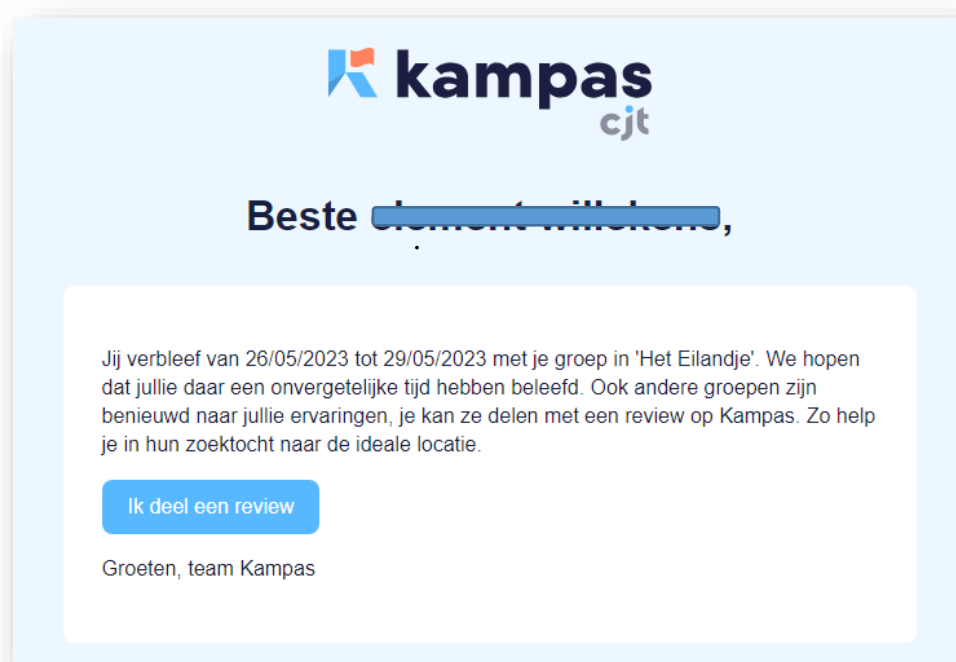 kampas
cjt
Beste ,
Jij verbleef van 26/05/2023 tot 29/05/2023 met je groep in 'Het Eilandje'. We hopen
dat jullie daar een onvergetelijke tijd hebben beleefd. Ook andere groepen zijn
benieuwd naar jullie ervaringen, je kan ze delen met een review op Kampas. Zo help
je in hun zoektocht naar de ideale locatie.
Ik deel een review
Groeten, team Kampas